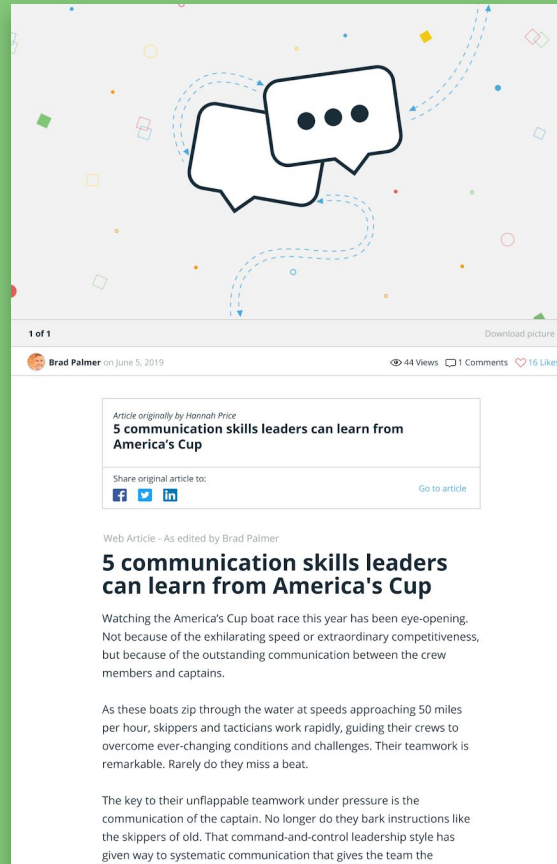 1 of 1
Download picture
Brad Palmer on June 5, 2019
44 Views 1 Comments 16 Likes
Article originally by Hannah Price
5 communication skills leaders can learn from
America’s Cup
Share original article to:
Go to article
Web Article - As edited by Brad Palmer
5 communication skills leaders
can learn from America's Cup
Watching the America’s Cup boat race this year has been eye-opening.
Not because of the exhilarating speed or extraordinary competitiveness,
but because of the outstanding communication between the crew
members and captains.
As these boats zip through the water at speeds approaching 50 miles
per hour, skippers and tacticians work rapidly, guiding their crews to
overcome ever-changing conditions and challenges. Their teamwork is
remarkable. Rarely do they miss a beat.
The key to their unflappable teamwork under pressure is the
communication of the captain. No longer do they bark instructions like
the skippers of old. That command-and-control leadership style has
given way to systematic communication that gives the team the